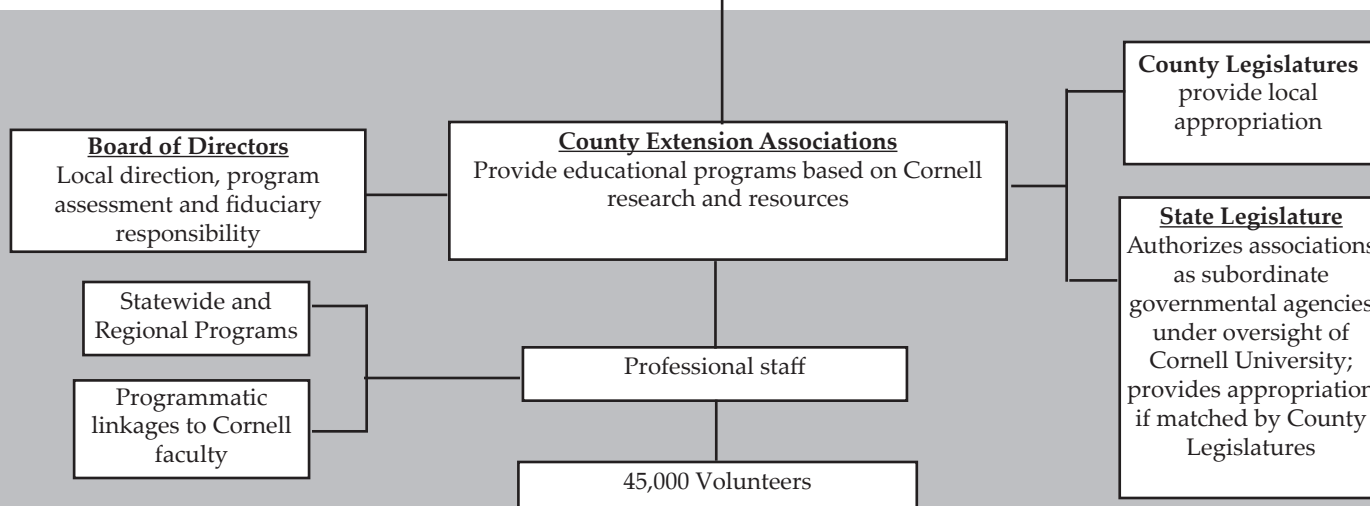 County Legislatures
provide local
appropriation
Board of Directors
Local direction, program
assessment and fiduciary
responsibility
County Extension Associations
Provide educational programs based on Cornell
research and resources
State Legislature
Authorizes associations
as subordinate
governmental agencies
under oversight of
Cornell University;
provides appropriation
if matched by County
Legislatures
Statewide and
Regional Programs
Professional staff
Programmatic
linkages to Cornell
faculty
45,000 Volunteers